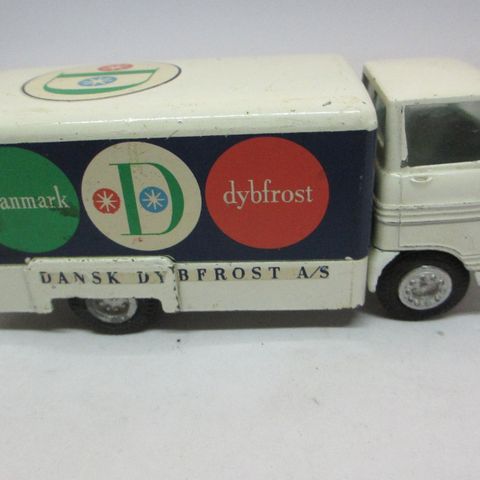 D
anmark
D
dybfrost
DANSK DYBFROST A/S